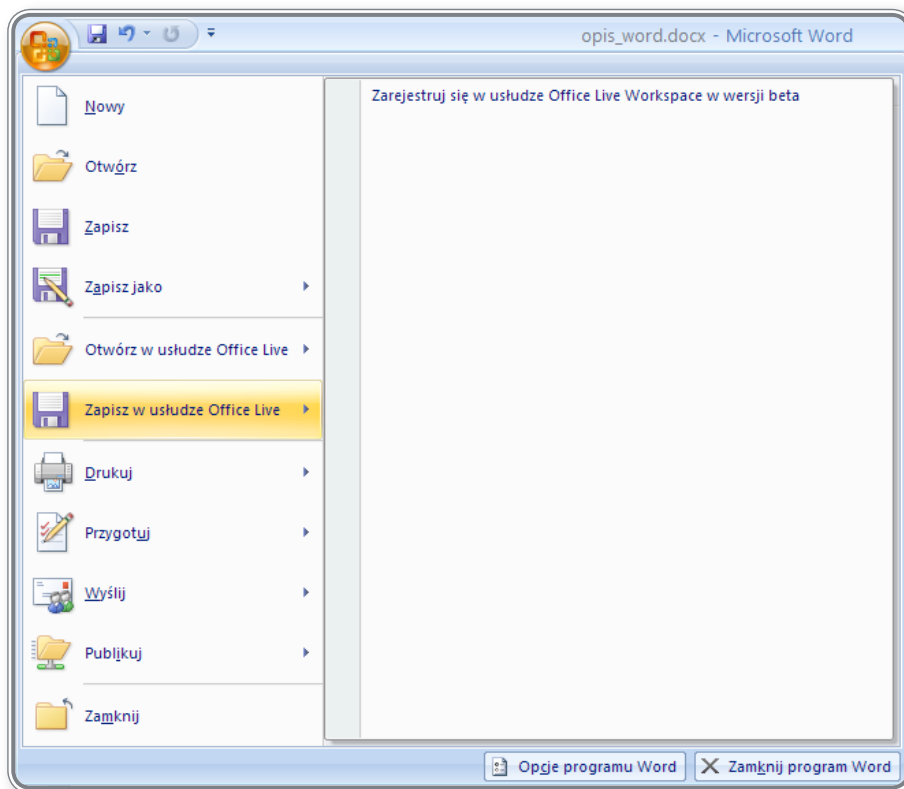 opis_word.docx - Microsoft Word
Nowy
Otwórz
Zapisz
Zapisz jako
Otwórz w usłudze Office Live
Zapisz w usłudze Office Live
Drukuj
Przygotuj
Wyślij
Publikuj
Zamknij
Zarejestruj się w usłudze Office Live Workspace w wersji beta
Opcje programu Word
Zamknij program Word